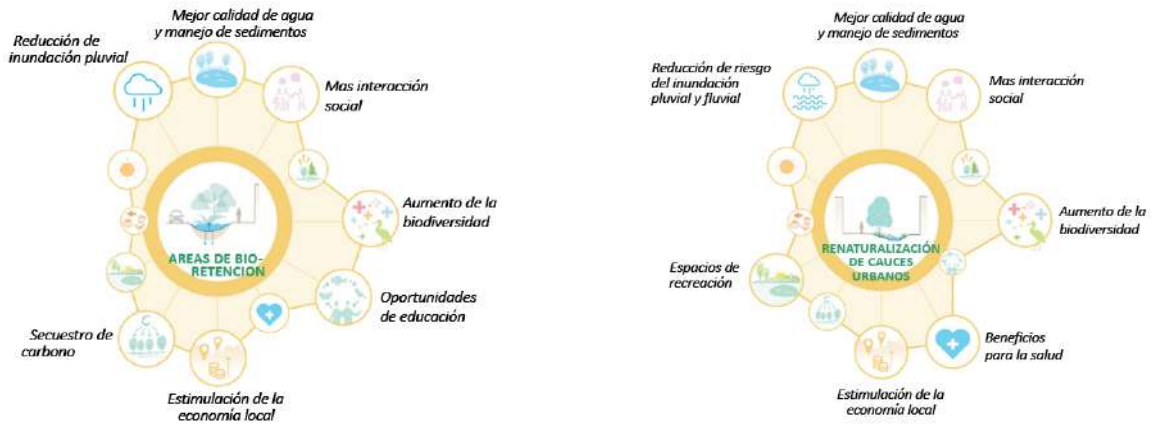 Mejor calidad de agua
y manejo de sedimentos
Reducción de
inundación pluvial
Mas interacción
social
Aumento de la
biodiversidad
AREAS DE BIO-
RETENCION
Oportunidades
de educación
Secuestro de
carbono
Estimulación de la
economía local
Mejor calidad de agua
y manejo de sedimentos
Reducción de riesgo
del inundación
pluvial y fluvial
Mas interacción
social
Aumento de la
biodiversidad
RENATURALIZACIÓN
DE CAUCES
URBANOS
Espacios de
recreación
Beneficios
para la salud
Estimulación de la
economía local